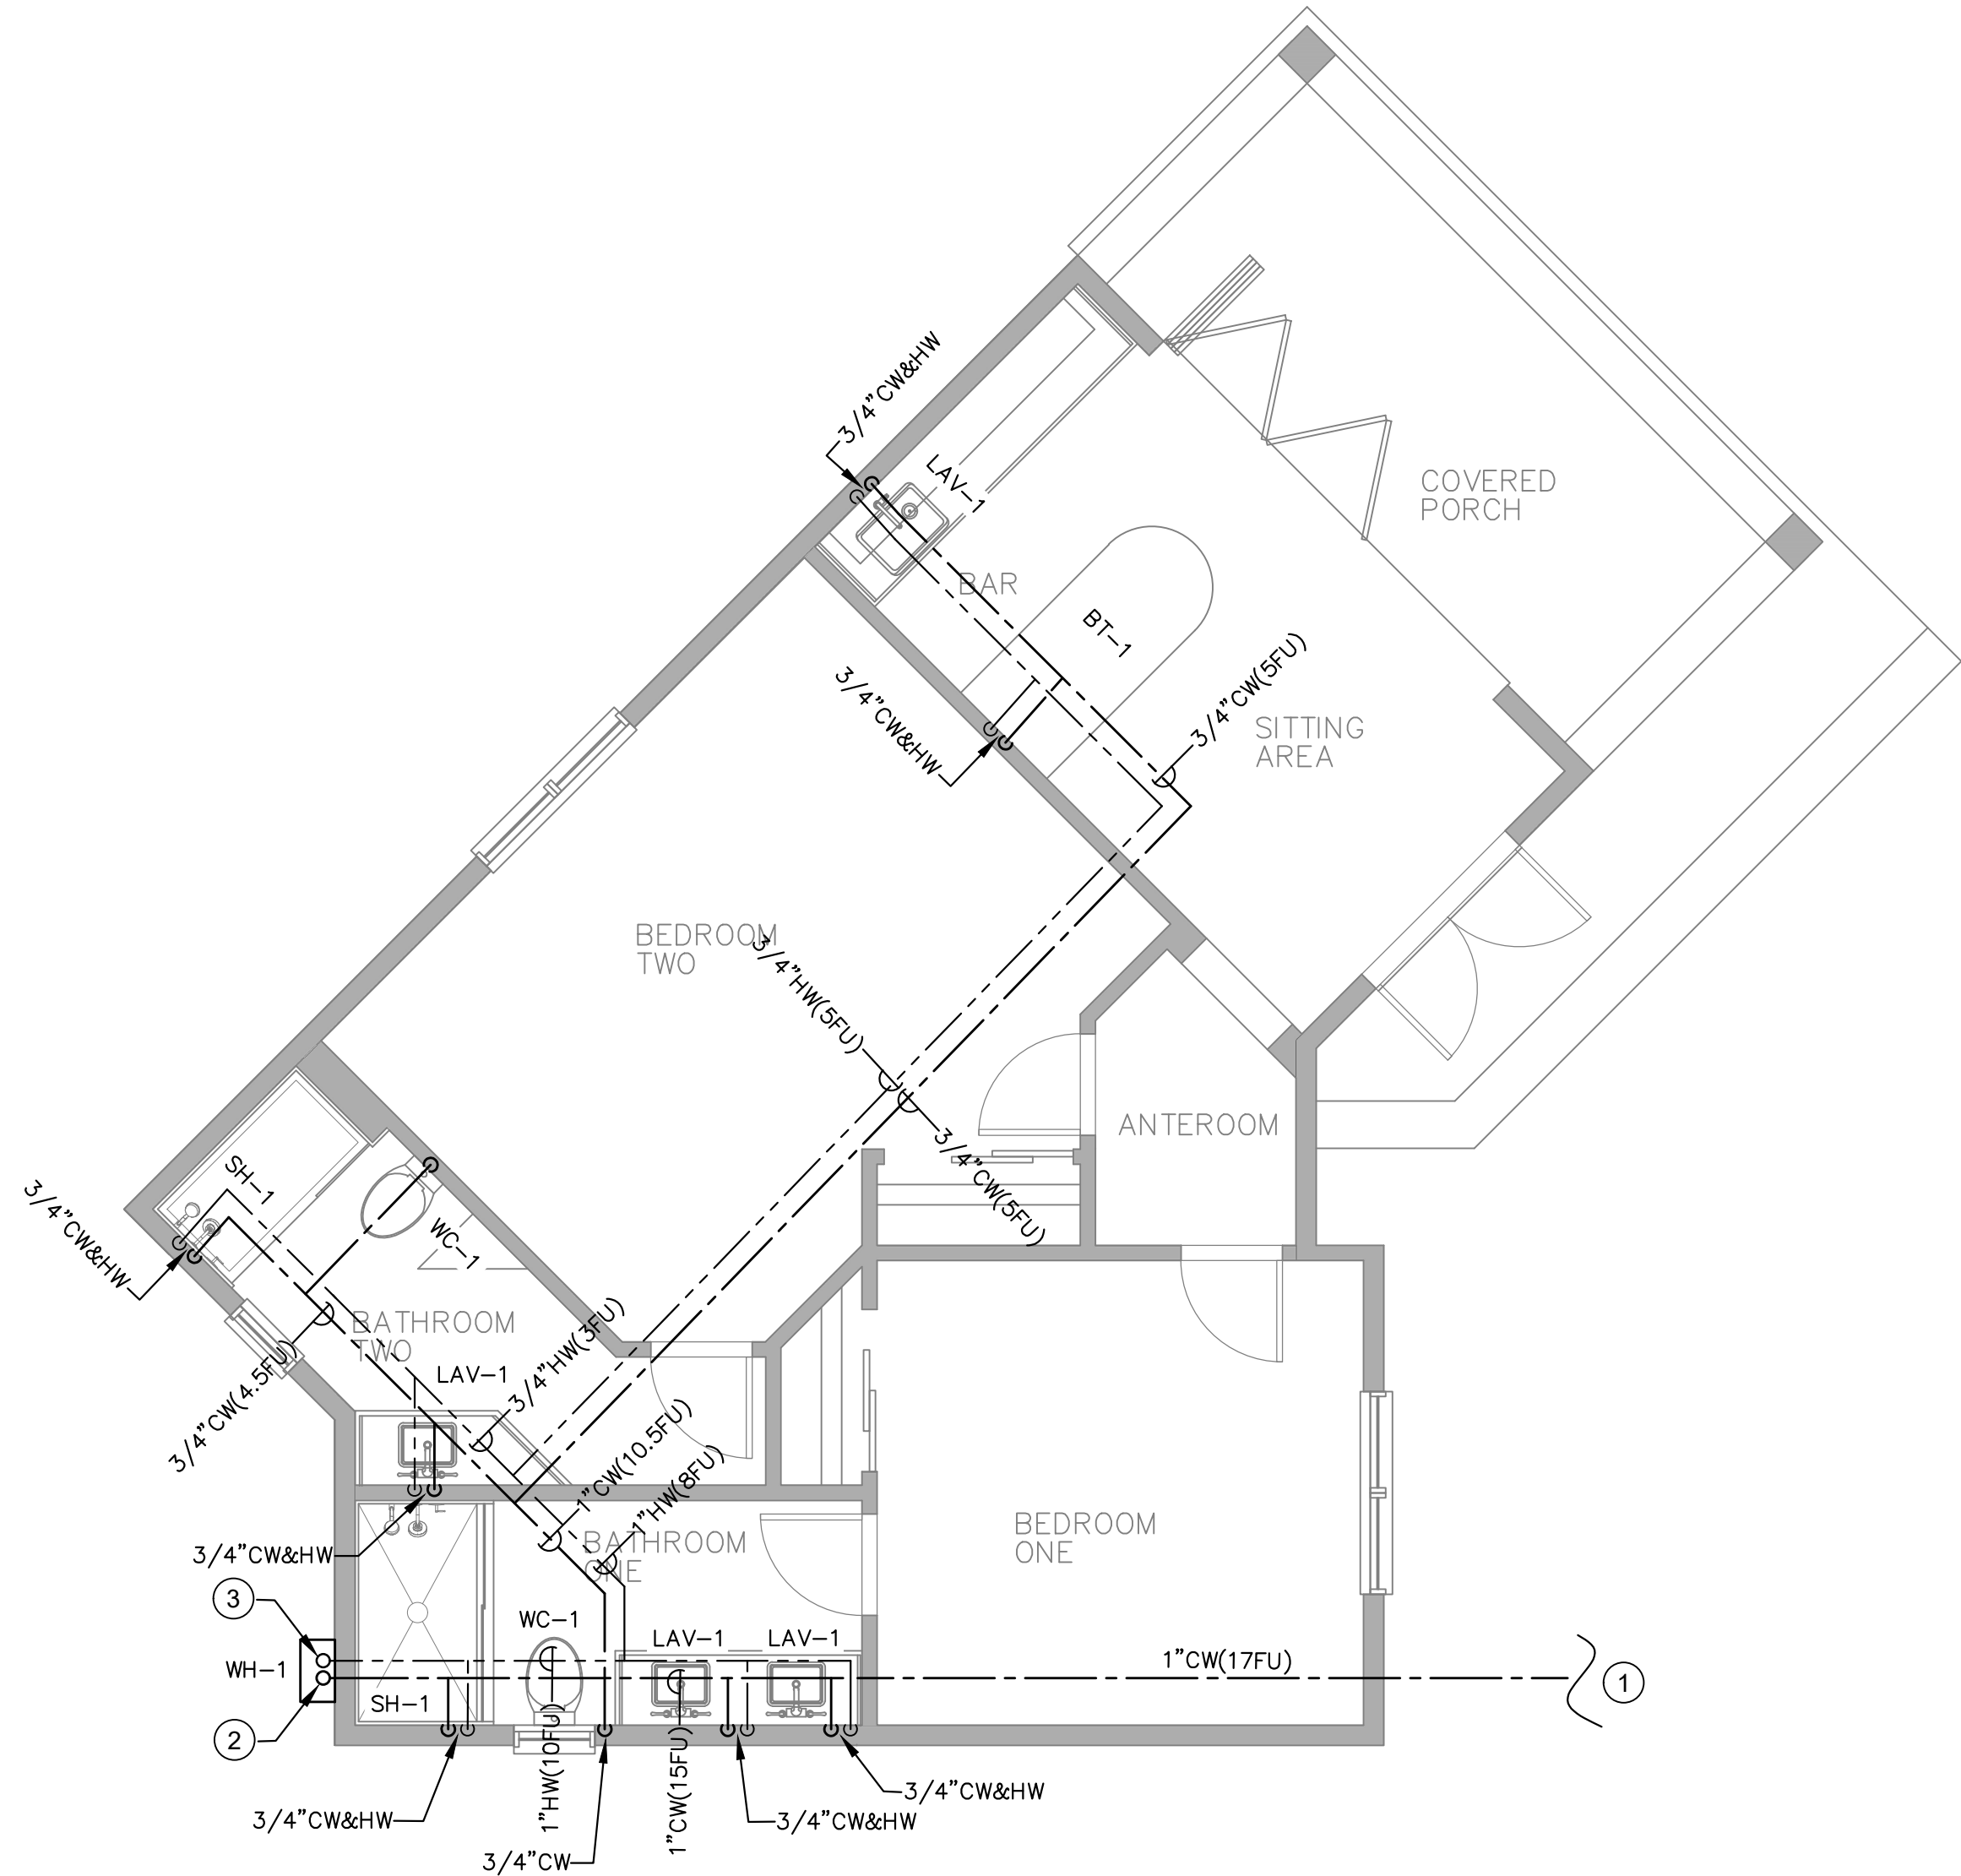 3/4"CW&HW
LAV-1
COVERED
PORCH
BAR
BT-1
3/4"CW(5FU)
3/4"CW&HW
SITTING
AREA
BEDROOM
TWO
3/4"HW(5FU)
3/4"CW(5FU)
ANTEROOM
SH-1
3/4"CW&HW
WC-1
BATHROOM
TWO
3/4"HW(3FU)
3/4"CW(4.5FU)
LAV-1
1"CW(10.5FU)
1"HW(8FU)
BATHROOM
ONE
BEDROOM
ONE
3/4"CW&HW
3
WC-1
LAV-1
LAV-1
WH-1
1"CW(17FU)
1
SH-1
2
1"HW(10FU)
1"CW(15FU)
3/4"CW&HW
3/4"CW&HW
3/4"CW&HW
3/4"CW